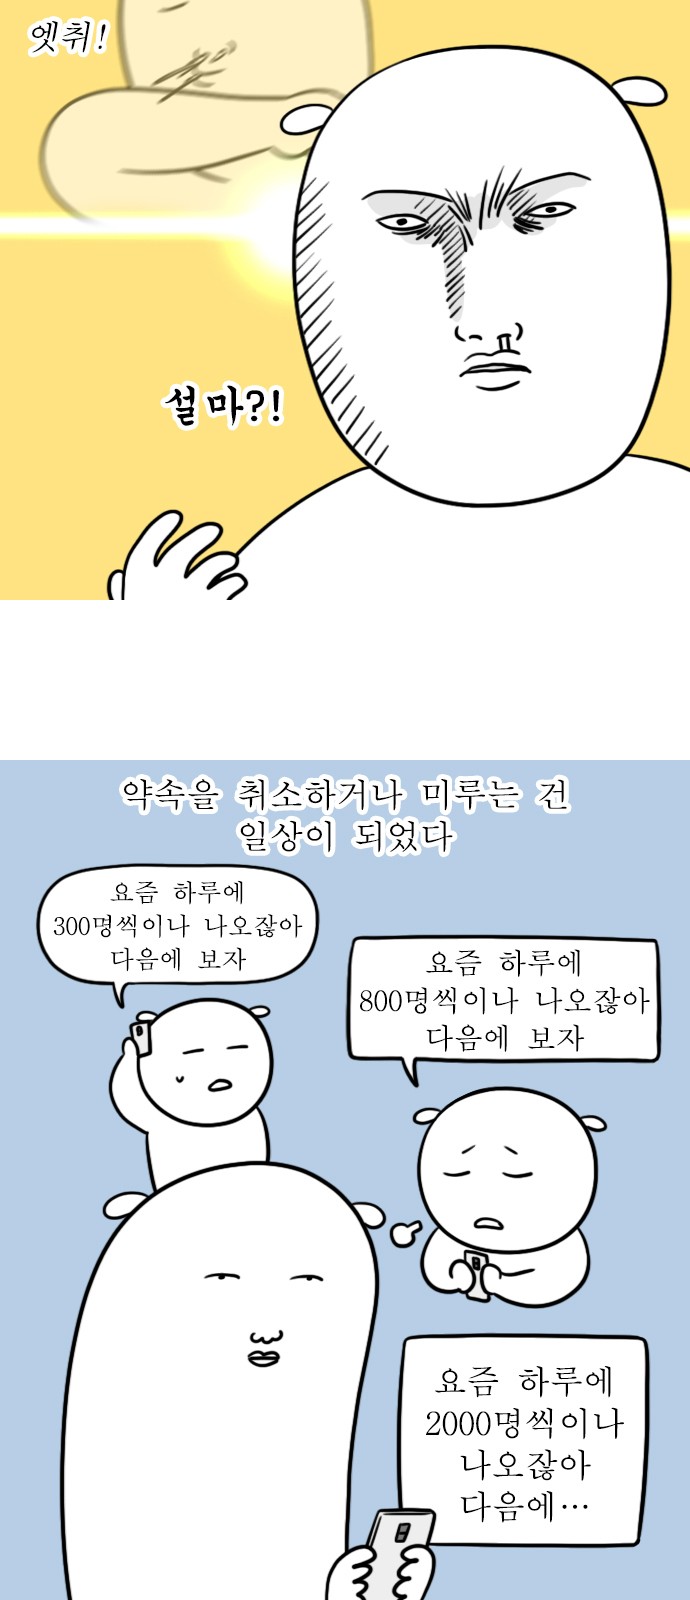 엣취!
설마?!
약속을 취소하거나 미루는 건
일상이 되었다
요즘 하루에
300명씩이나 나오잖아
다음에 보자
요즘 하루에
800명씩이나 나오잖아
다음에 보자
요즘 하루에
2000명씩이나
나오잖아
다음에…